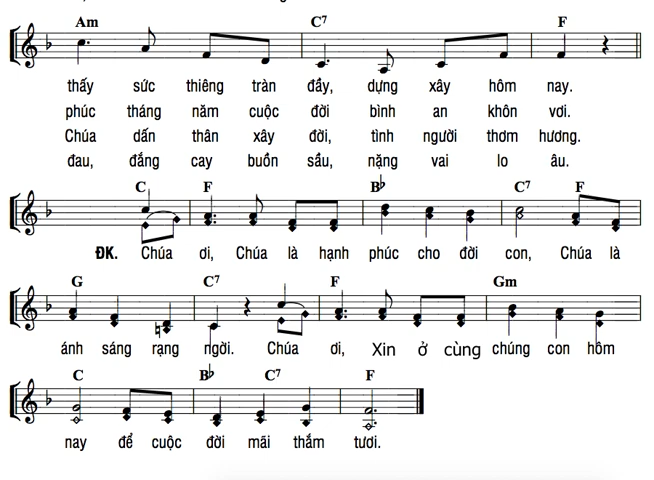 Am C7 F
thấy sức thiêng tràn đầy, dựng xây hôm nay.
phúc tháng năm cuộc đời bình an khôn vơi.
Chúa dấn thân xây đời, tình người thơm hương.
đau, đắng cay buồn sầu, nặng vai lo âu.
C F B♭ C7 F
ĐK. Chúa ơi, Chúa là hạnh phúc cho đời con, Chúa là
G C7 F Gm
ánh sáng rạng ngời. Chúa ơi, Xin ở cùng chúng con hôm
C B♭ C7 F
nay để cuộc đời mãi thắm tươi.